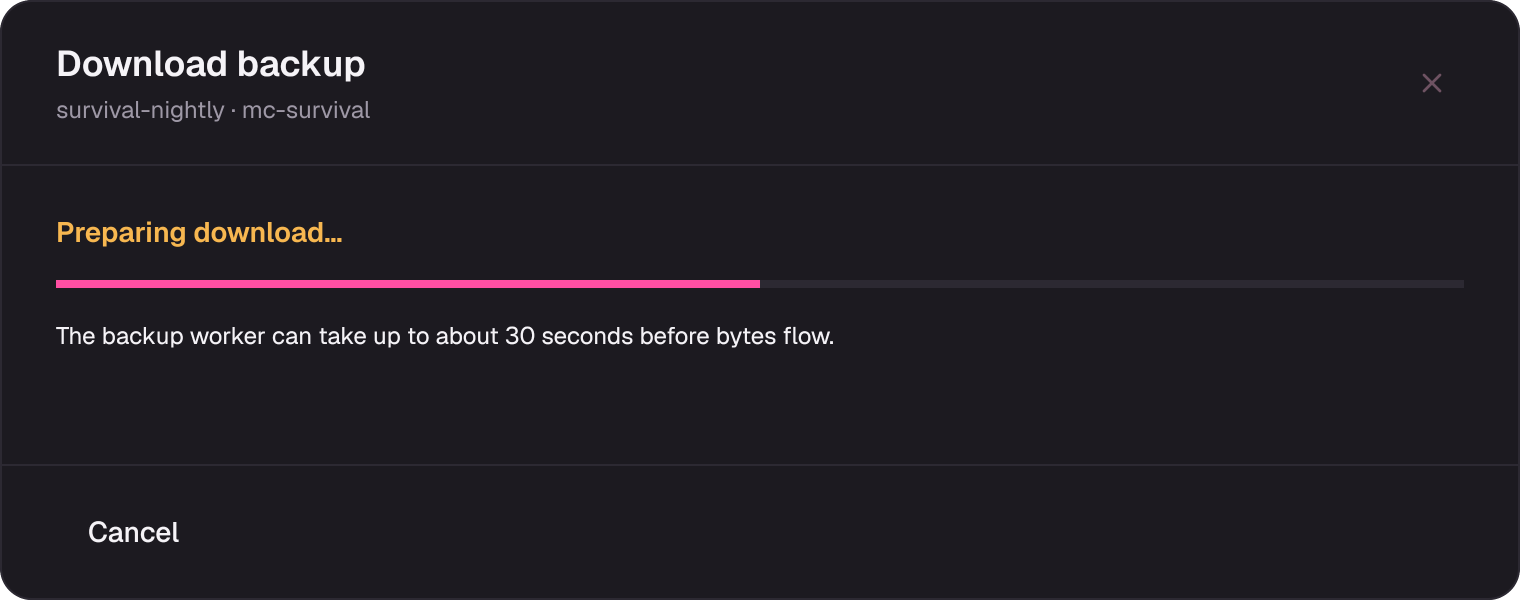 Download backup
survival-nightly · mc-survival
Preparing download…
The backup worker can take up to about 30 seconds before bytes flow.
Cancel